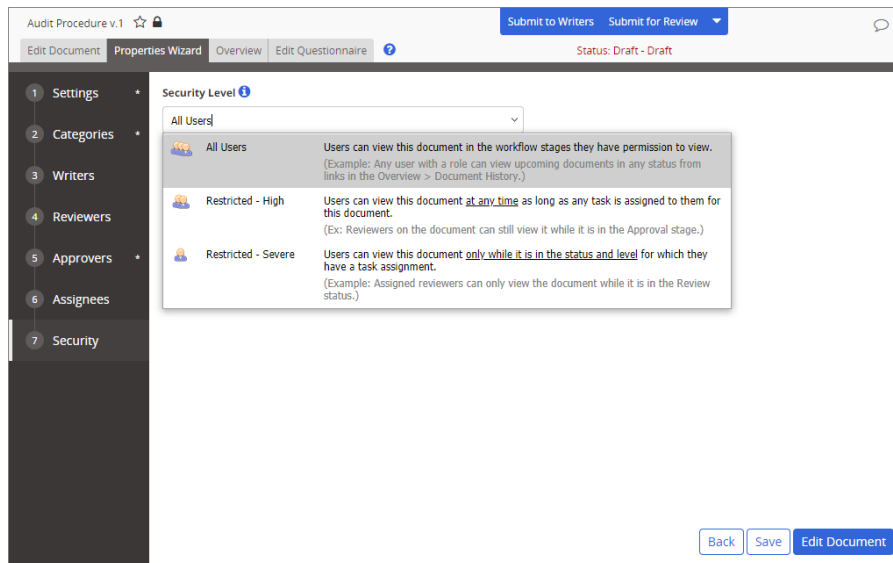 Audit Procedure v.1
Submit to Writers Submit for Review
Edit Document Properties Wizard Overview Edit Questionnaire ?
Status: Draft - Draft
1 Settings *
2 Categories *
3 Writers
4 Reviewers
5 Approvers *
6 Assignees
7 Security
Security Level i
All Users
All Users
Users can view this document in the workflow stages they have permission to view.
(Example: Any user with a role can view upcoming documents in any status from
links in the Overview > Document History.)
Restricted - High
Users can view this document at any time as long as any task is assigned to them for
this document.
(Ex: Reviewers on the document can still view it while it is in the Approval stage.)
Restricted - Severe
Users can view this document only while it is in the status and level for which they
have a task assignment.
(Example: Assigned reviewers can only view the document while it is in the Review
status.)
Back Save Edit Document